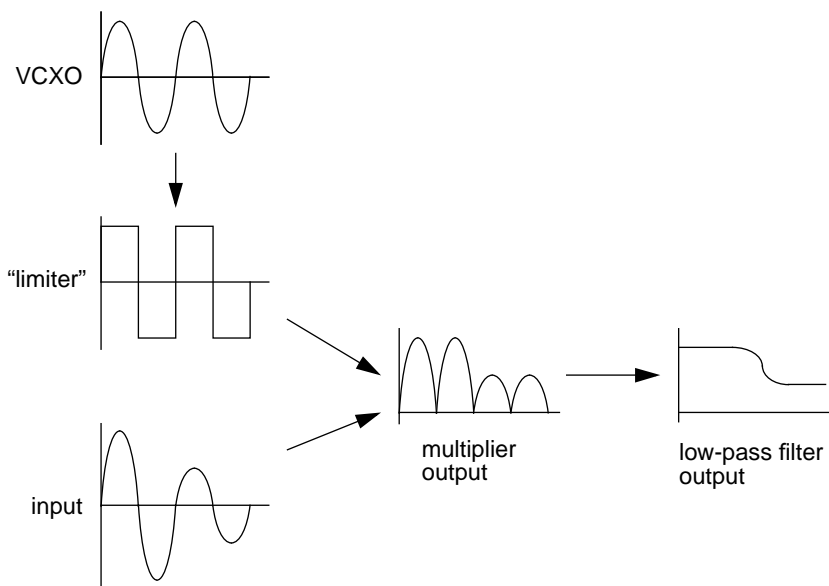 VCXO
“limiter”
input
multiplier
output
low-pass filter
output